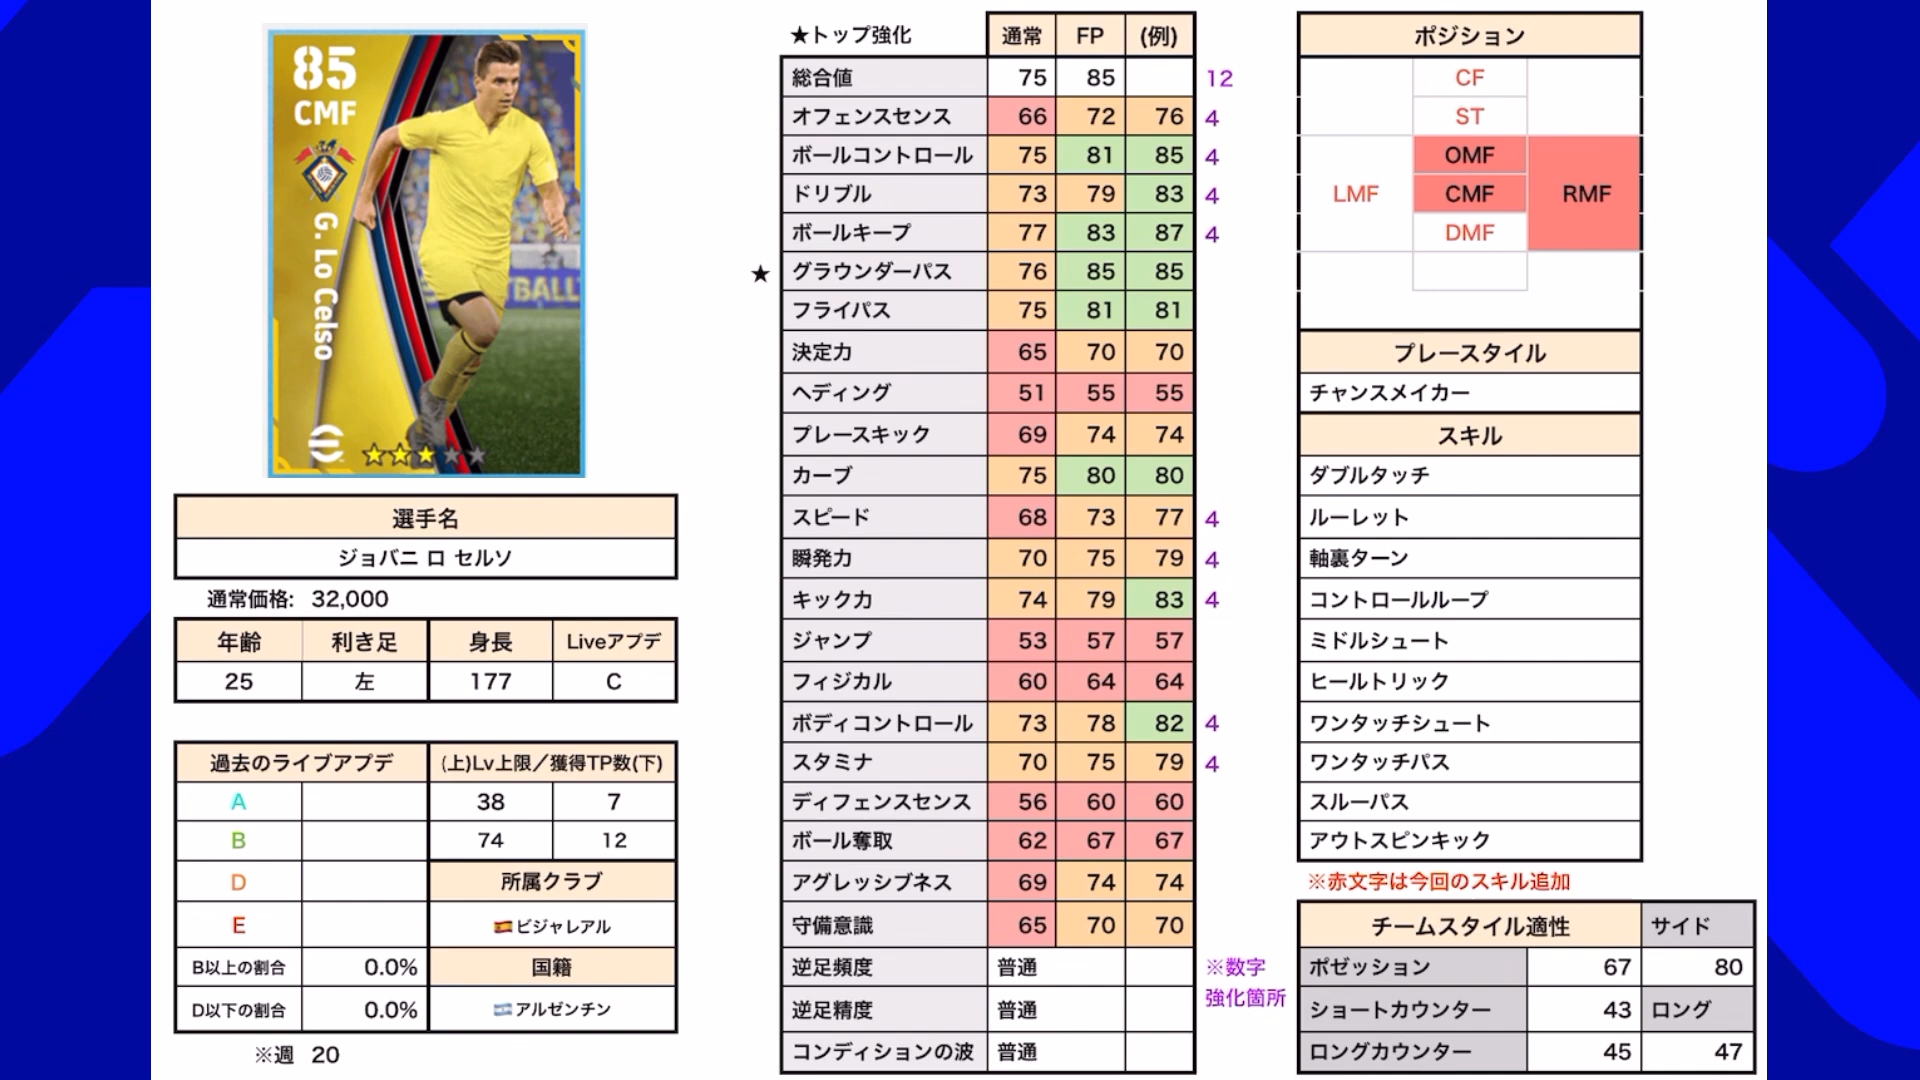 85
CMF
G. Lo Celso
TBALL
選手名
ジョバニ ロ セルソ
通常価格: 32,000
年齢 利き足 身長 Liveアプデ
25 左 177 C
過去のライブアプデ (上)Lv上限／獲得TP数(下)
A 38 7
B 74 12
D 所属クラブ
E ビジャレアル
B以上の割合 0.0% 国籍
D以下の割合 0.0% アルゼンチン
※週 20
★トップ強化 通常 FP (例)
総合値 75 85 12
オフェンスセンス 66 72 76 4
ボールコントロール 75 81 85 4
ドリブル 73 79 83 4
ボールキープ 77 83 87 4
★ グラウンダーパス 76 85 85
フライパス 75 81 81
決定力 65 70 70
ヘディング 51 55 55
プレースキック 69 74 74
カーブ 75 80 80
スピード 68 73 77 4
瞬発力 70 75 79 4
キック力 74 79 83 4
ジャンプ 53 57 57
フィジカル 60 64 64
ボディコントロール 73 78 82 4
スタミナ 70 75 79 4
ディフェンスセンス 56 60 60
ボール奪取 62 67 67
アグレッシブネス 69 74 74
守備意識 65 70 70
逆足頻度 普通
逆足精度 普通
コンディションの波 普通
※数字
強化箇所
ポジション
CF
ST
OMF
LMF CMF RMF
DMF
プレースタイル
チャンスメイカー
スキル
ダブルタッチ
ルーレット
軸裏ターン
コントロールループ
ミドルシュート
ヒールトリック
ワンタッチシュート
ワンタッチパス
スルーパス
アウトスピンキック
※赤文字は今回のスキル追加
チームスタイル適性 サイド
ポゼッション 67 80
ショートカウンター 43 ロング
ロングカウンター 45 47